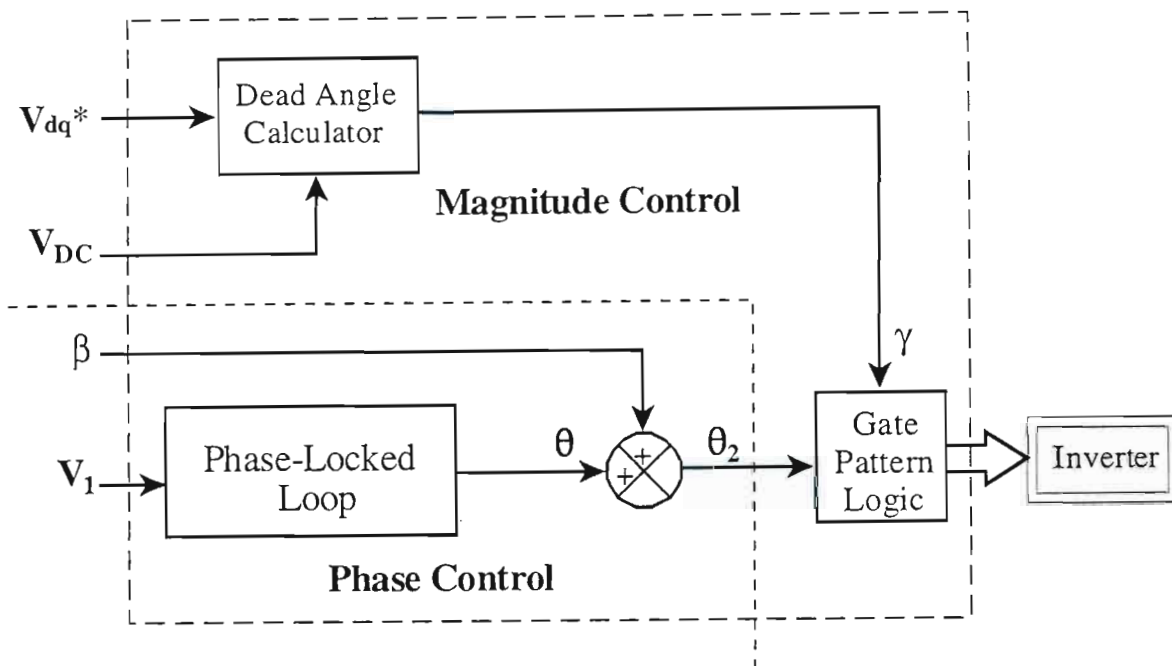 Dead Angle
Calculator
V_dq*
Magnitude Control
V_DC
β
γ
Phase-Locked
Loop
V_1
θ
+
+
θ_2
Gate
Pattern
Logic
Inverter
Phase Control